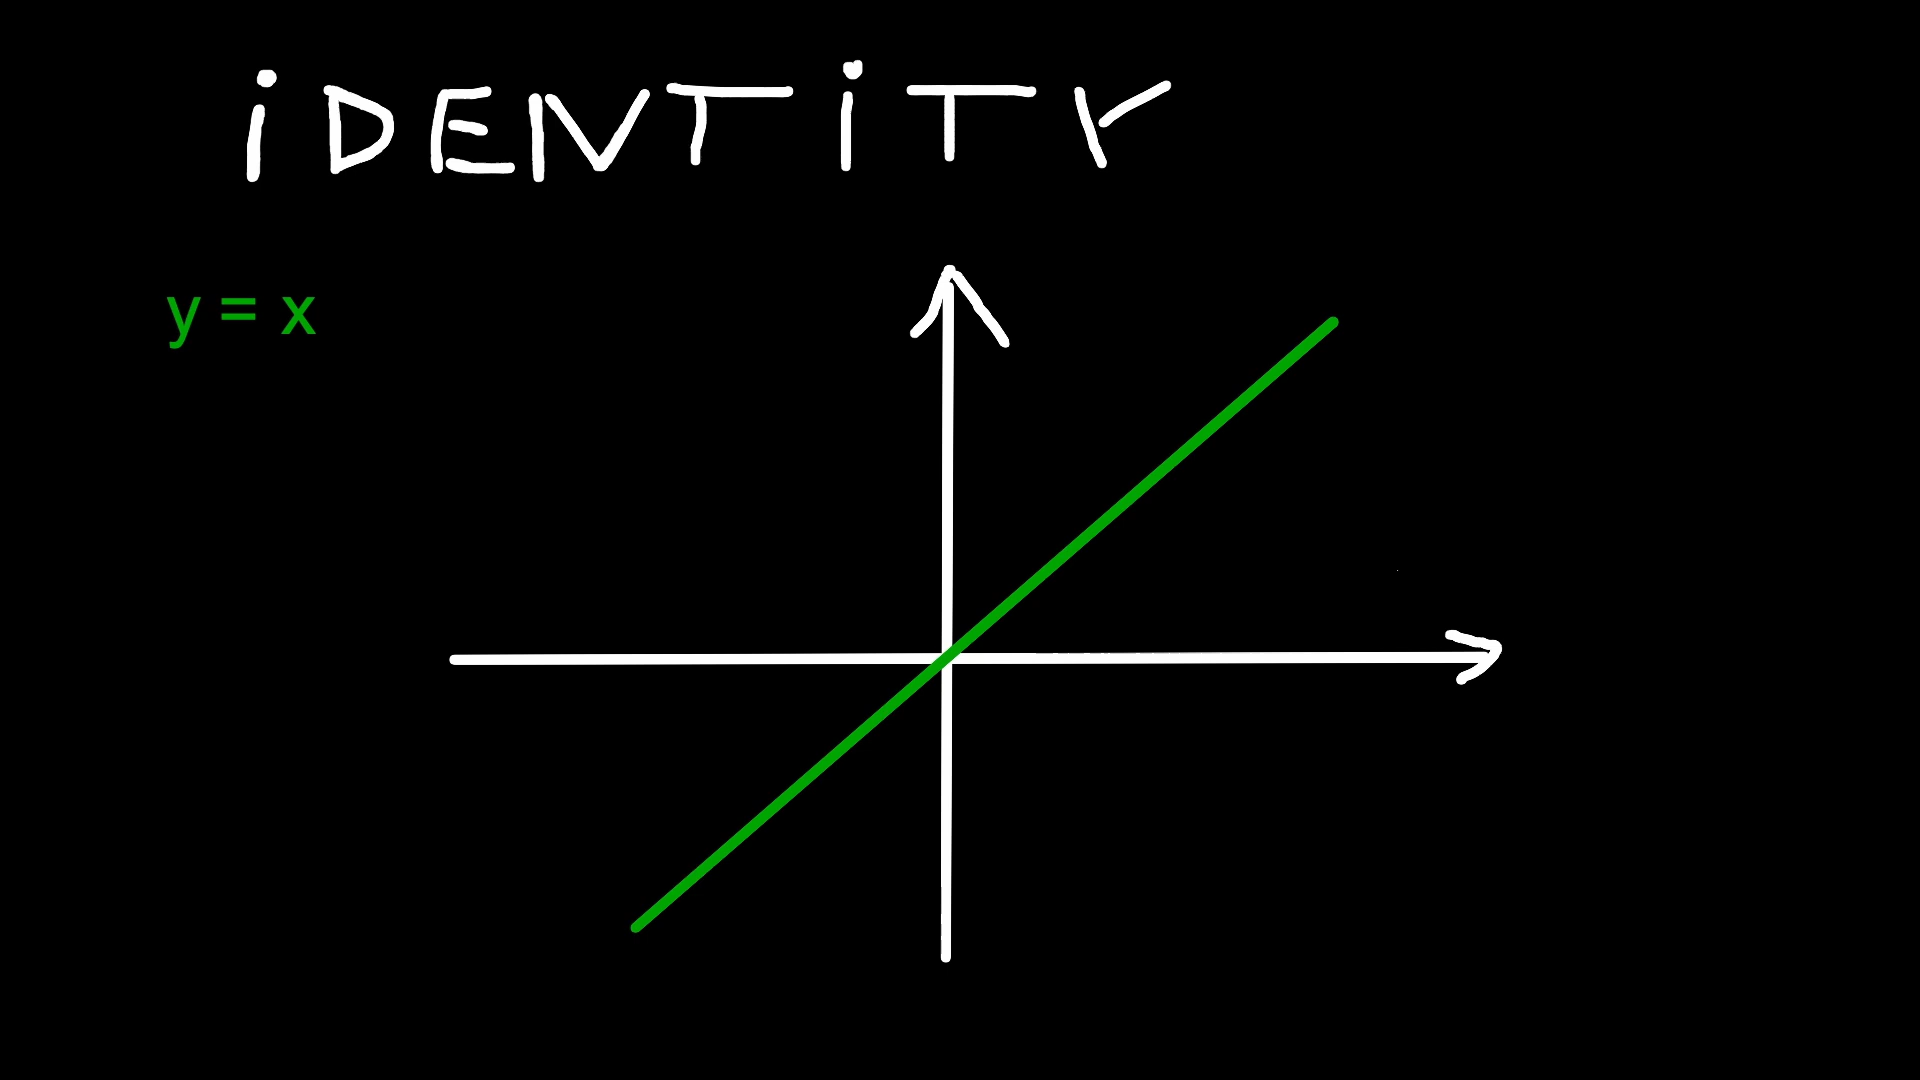 iDENTiTY
y = x